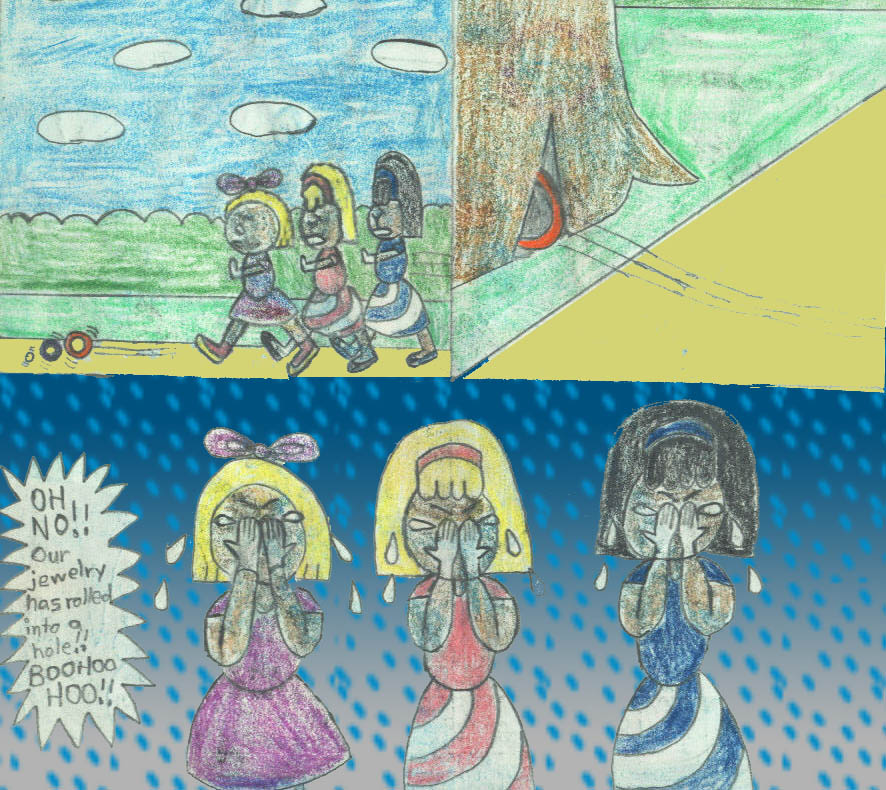 OH
NO!!
Our
jewelry
has rolled
into a
hole!!
BOOHOO
HOO!!